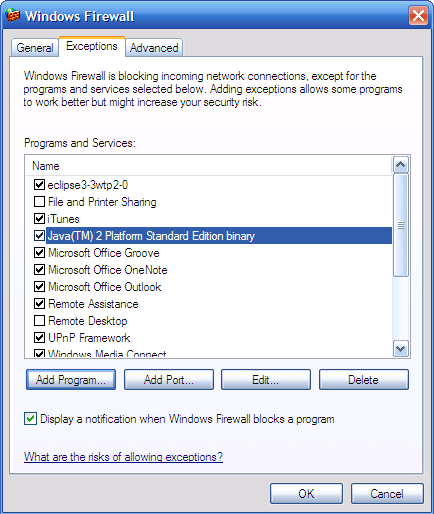 Windows Firewall
General Exceptions Advanced
Windows Firewall is blocking incoming network connections, except for the
programs and services selected below. Adding exceptions allows some programs
to work better but might increase your security risk.
Programs and Services:
Name
eclipse3-3wtp2-0
File and Printer Sharing
iTunes
Java(TM) 2 Platform Standard Edition binary
Microsoft Office Groove
Microsoft Office OneNote
Microsoft Office Outlook
Remote Assistance
Remote Desktop
UPnP Framework
Windows Media Connect
Add Program... Add Port... Edit... Delete
Display a notification when Windows Firewall blocks a program
What are the risks of allowing exceptions?
OK Cancel